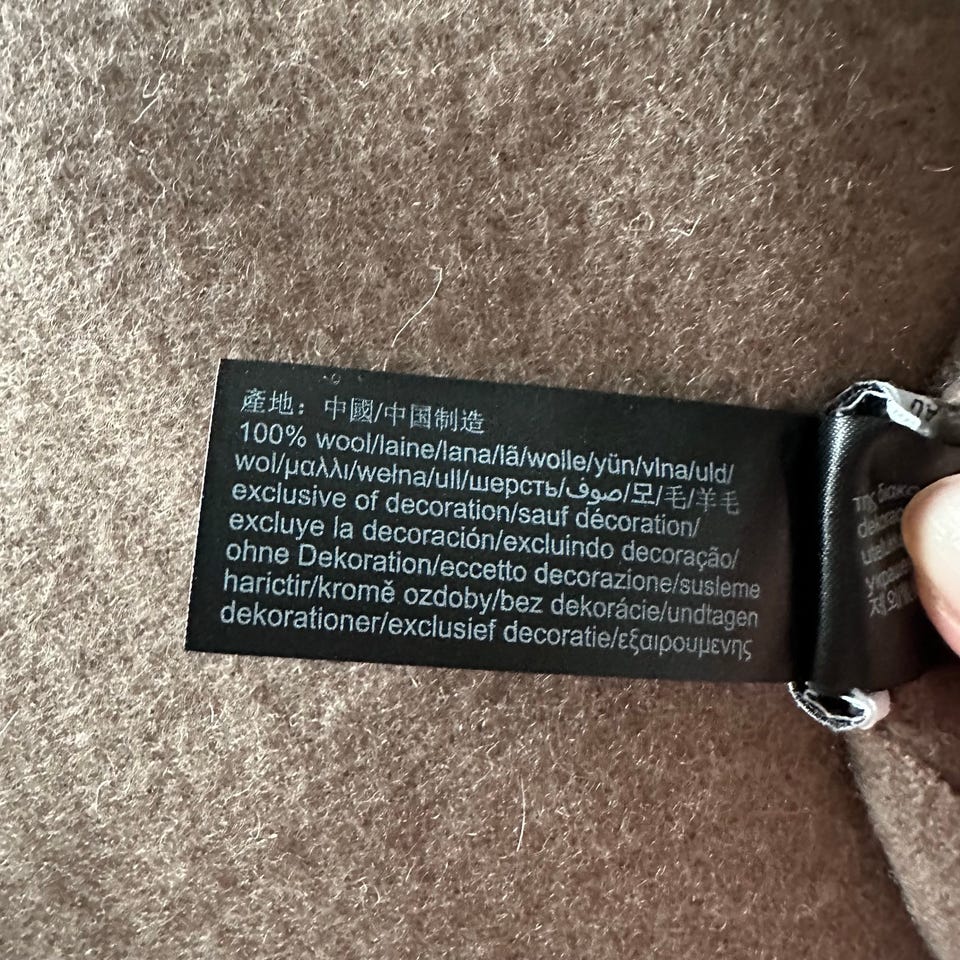 產地：中國/中国制造
100% wool/laine/lana/lã/wolle/yün/vlna/uld/
wol/μαλλι/wełna/ull/шерсть/صوف/모/毛/羊毛
exclusive of decoration/sauf décoration/
excluye la decoración/excluindo decoração/
ohne Dekoration/eccetto decorazione/susleme
harictir/kromě ozdoby/bez dekorácie/undtagen
dekorationer/exclusief decoratie/εξαιρουμενης
της